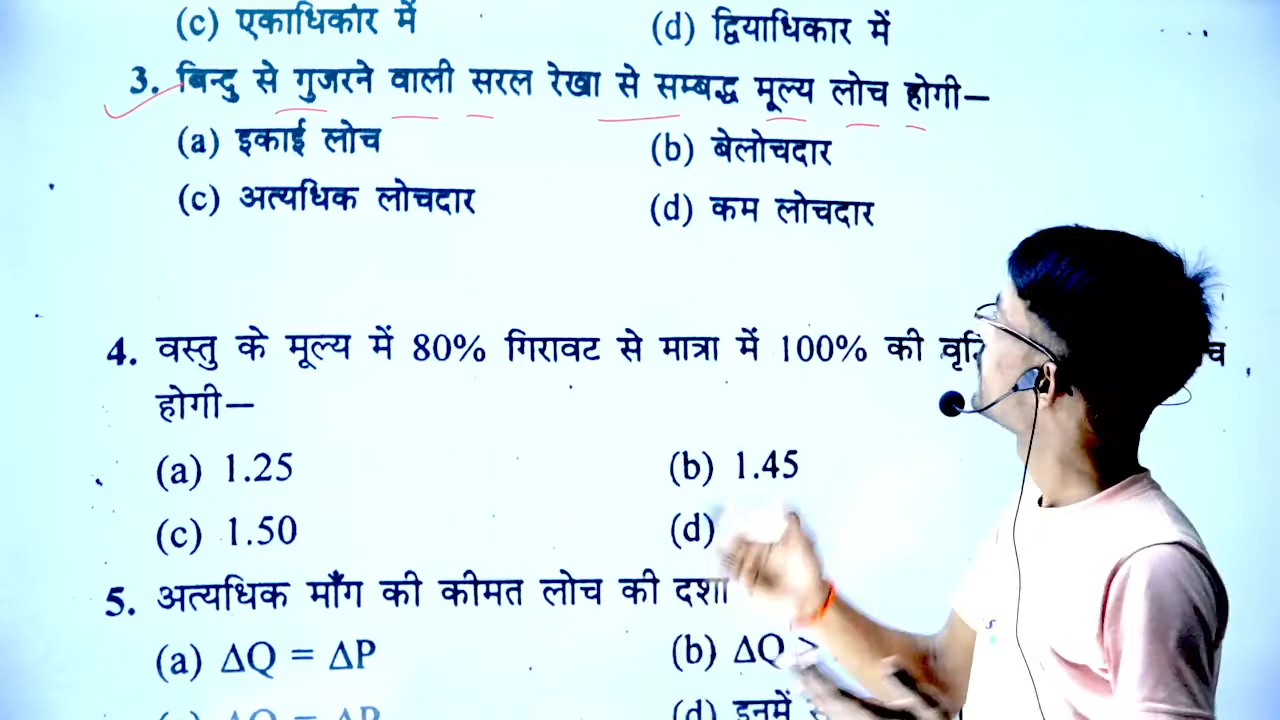 (c) एकाधिकार में (d) द्वियाधिकार में
3. बिन्दु से गुजरने वाली सरल रेखा से सम्बद्ध मूल्य लोच होगी–
(a) इकाई लोच (b) बेलोचदार
(c) अत्यधिक लोचदार (d) कम लोचदार
4. वस्तु के मूल्य में 80% गिरावट से मात्रा में 100% की
होगी–
(a) 1.25 (b) 1.45
(c) 1.50 (d)
5. अत्यधिक माँग की कीमत लोच की दशा
(a) ΔQ = ΔP (b) ΔQ >
(d) इनमें